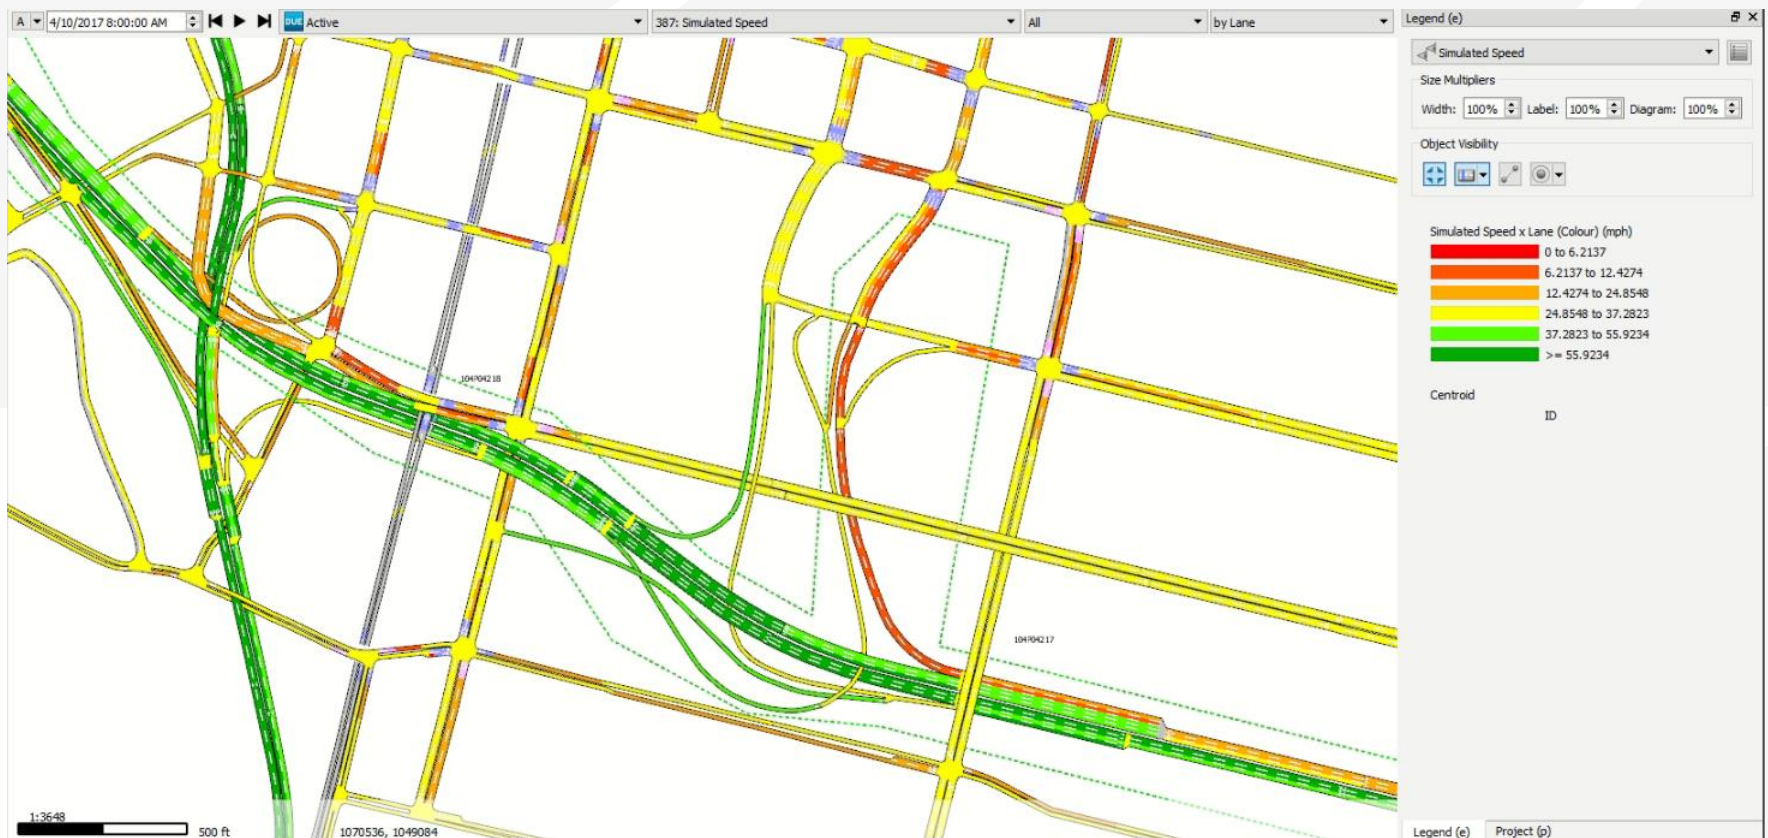 A 4/10/2017 8:00:00 AM DUE Active 387: Simulated Speed All by Lane
Legend (e)
Simulated Speed
Size Multipliers
Width: 100% Label: 100% Diagram: 100%
Object Visibility
Simulated Speed x Lane (Colour) (mph)
0 to 6.2137
6.2137 to 12.4274
12.4274 to 24.8548
24.8548 to 37.2823
37.2823 to 55.9234
>= 55.9234
Centroid
ID
104P04218
104P04217
1:3648
500 ft
1070536, 1049084
Legend (e) Project (p)